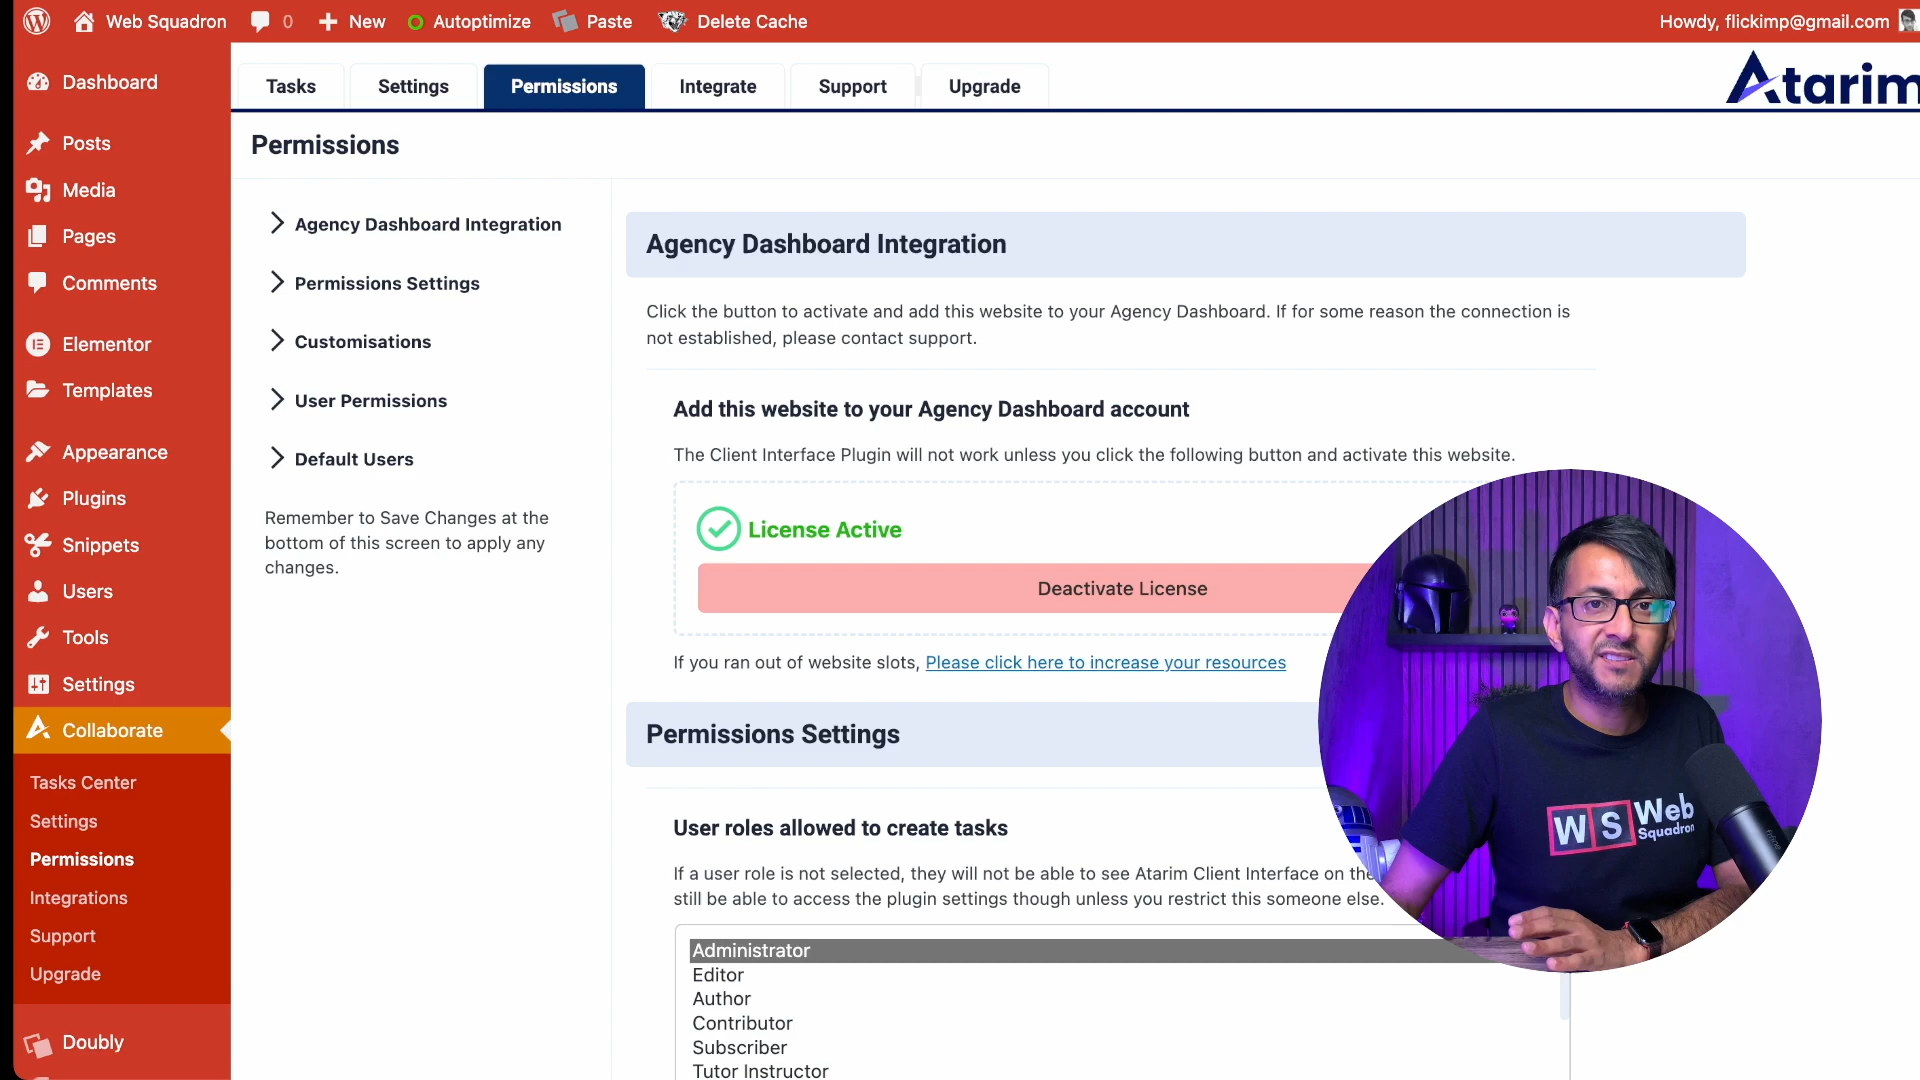 Web Squadron
0
New
Autoptimize
Paste
Delete Cache
Howdy, flickimp@gmail.com
Dashboard
Posts
Media
Pages
Comments
Elementor
Templates
Appearance
Plugins
Snippets
Users
Tools
Settings
Collaborate
Tasks Center
Settings
Permissions
Integrations
Support
Upgrade
Doubly
Tasks
Settings
Permissions
Integrate
Support
Upgrade
Atarim
Permissions
Agency Dashboard Integration
Permissions Settings
Customisations
User Permissions
Default Users
Remember to Save Changes at the
bottom of this screen to apply any
changes.
Agency Dashboard Integration
Click the button to activate and add this website to your Agency Dashboard. If for some reason the connection is
not established, please contact support.
Add this website to your Agency Dashboard account
The Client Interface Plugin will not work unless you click the following button and activate this website.
License Active
Deactivate License
If you ran out of website slots, Please click here to increase your resources
Permissions Settings
User roles allowed to create tasks
If a user role is not selected, they will not be able to see Atarim Client Interface on the
still be able to access the plugin settings though unless you restrict this someone else.
Administrator
Editor
Author
Contributor
Subscriber
Tutor Instructor
WS Web
Squadron